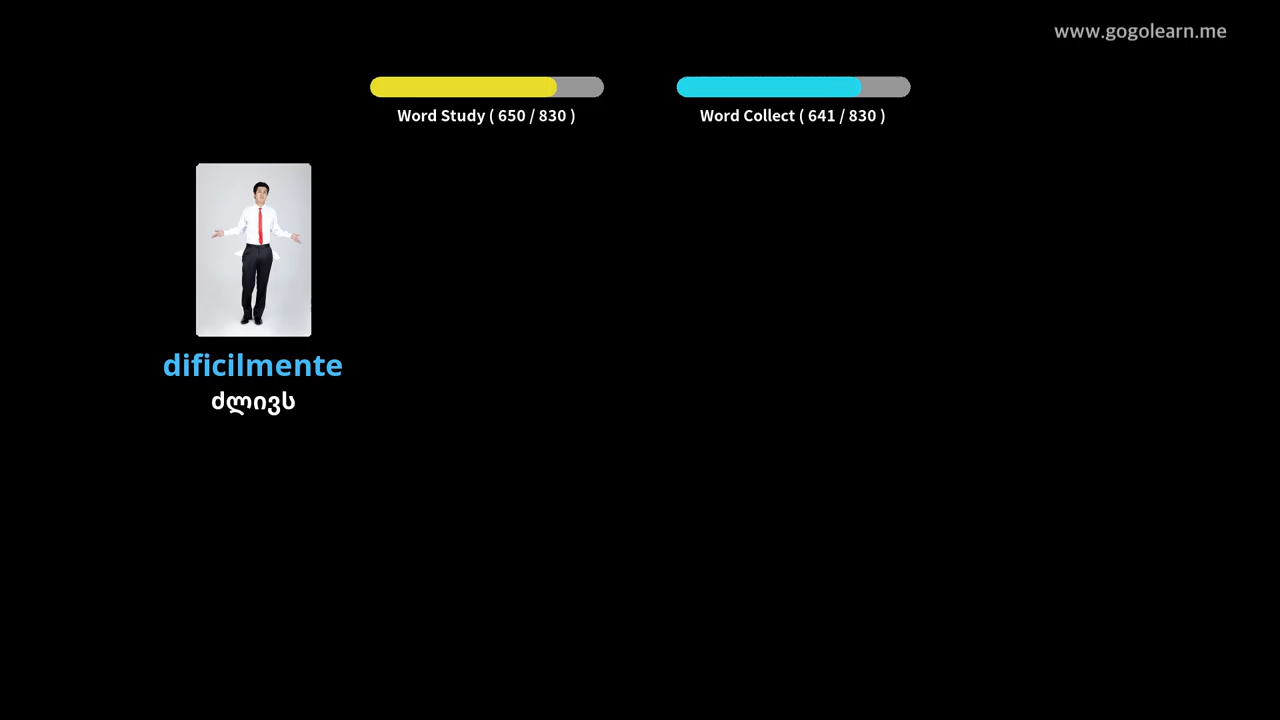 www.gogolearn.me
Word Study ( 650 / 830 )
Word Collect ( 641 / 830 )
dificilmente
ძლივს